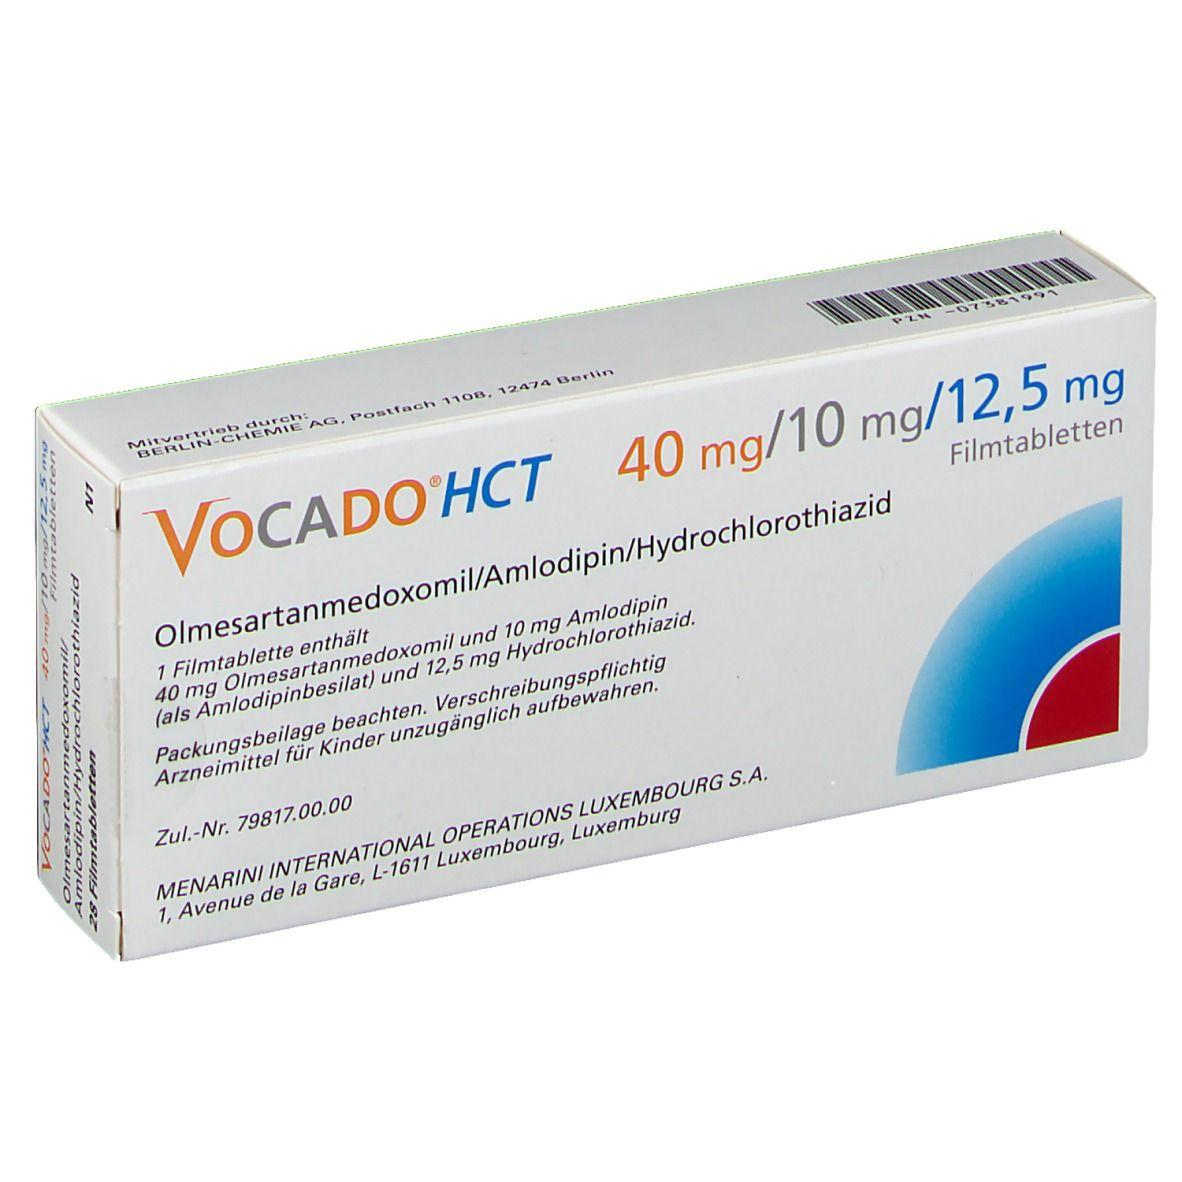 Mitvertrieb durch:
BERLIN-CHEMIE AG, Postfach 1108, 12474 Berlin
PZN -07381991
VOCADO® HCT 40 mg/10 mg/12,5 mg
Filmtabletten
Olmesartanmedoxomil/Amlodipin/Hydrochlorothiazid
1 Filmtablette enthält
40 mg Olmesartanmedoxomil und 10 mg Amlodipin
(als Amlodipinbesilat) und 12,5 mg Hydrochlorothiazid.
Packungsbeilage beachten. Verschreibungspflichtig
Arzneimittel für Kinder unzugänglich aufbewahren.
Zul.-Nr. 79817.00.00
MENARINI INTERNATIONAL OPERATIONS LUXEMBOURG S.A.
1, Avenue de la Gare, L-1611 Luxembourg, Luxemburg
VOCADO® HCT 40 mg/10 mg/12,5 mg
Filmtabletten
Olmesartanmedoxomil/
Amlodipin/Hydrochlorothiazid
28 Filmtabletten N1